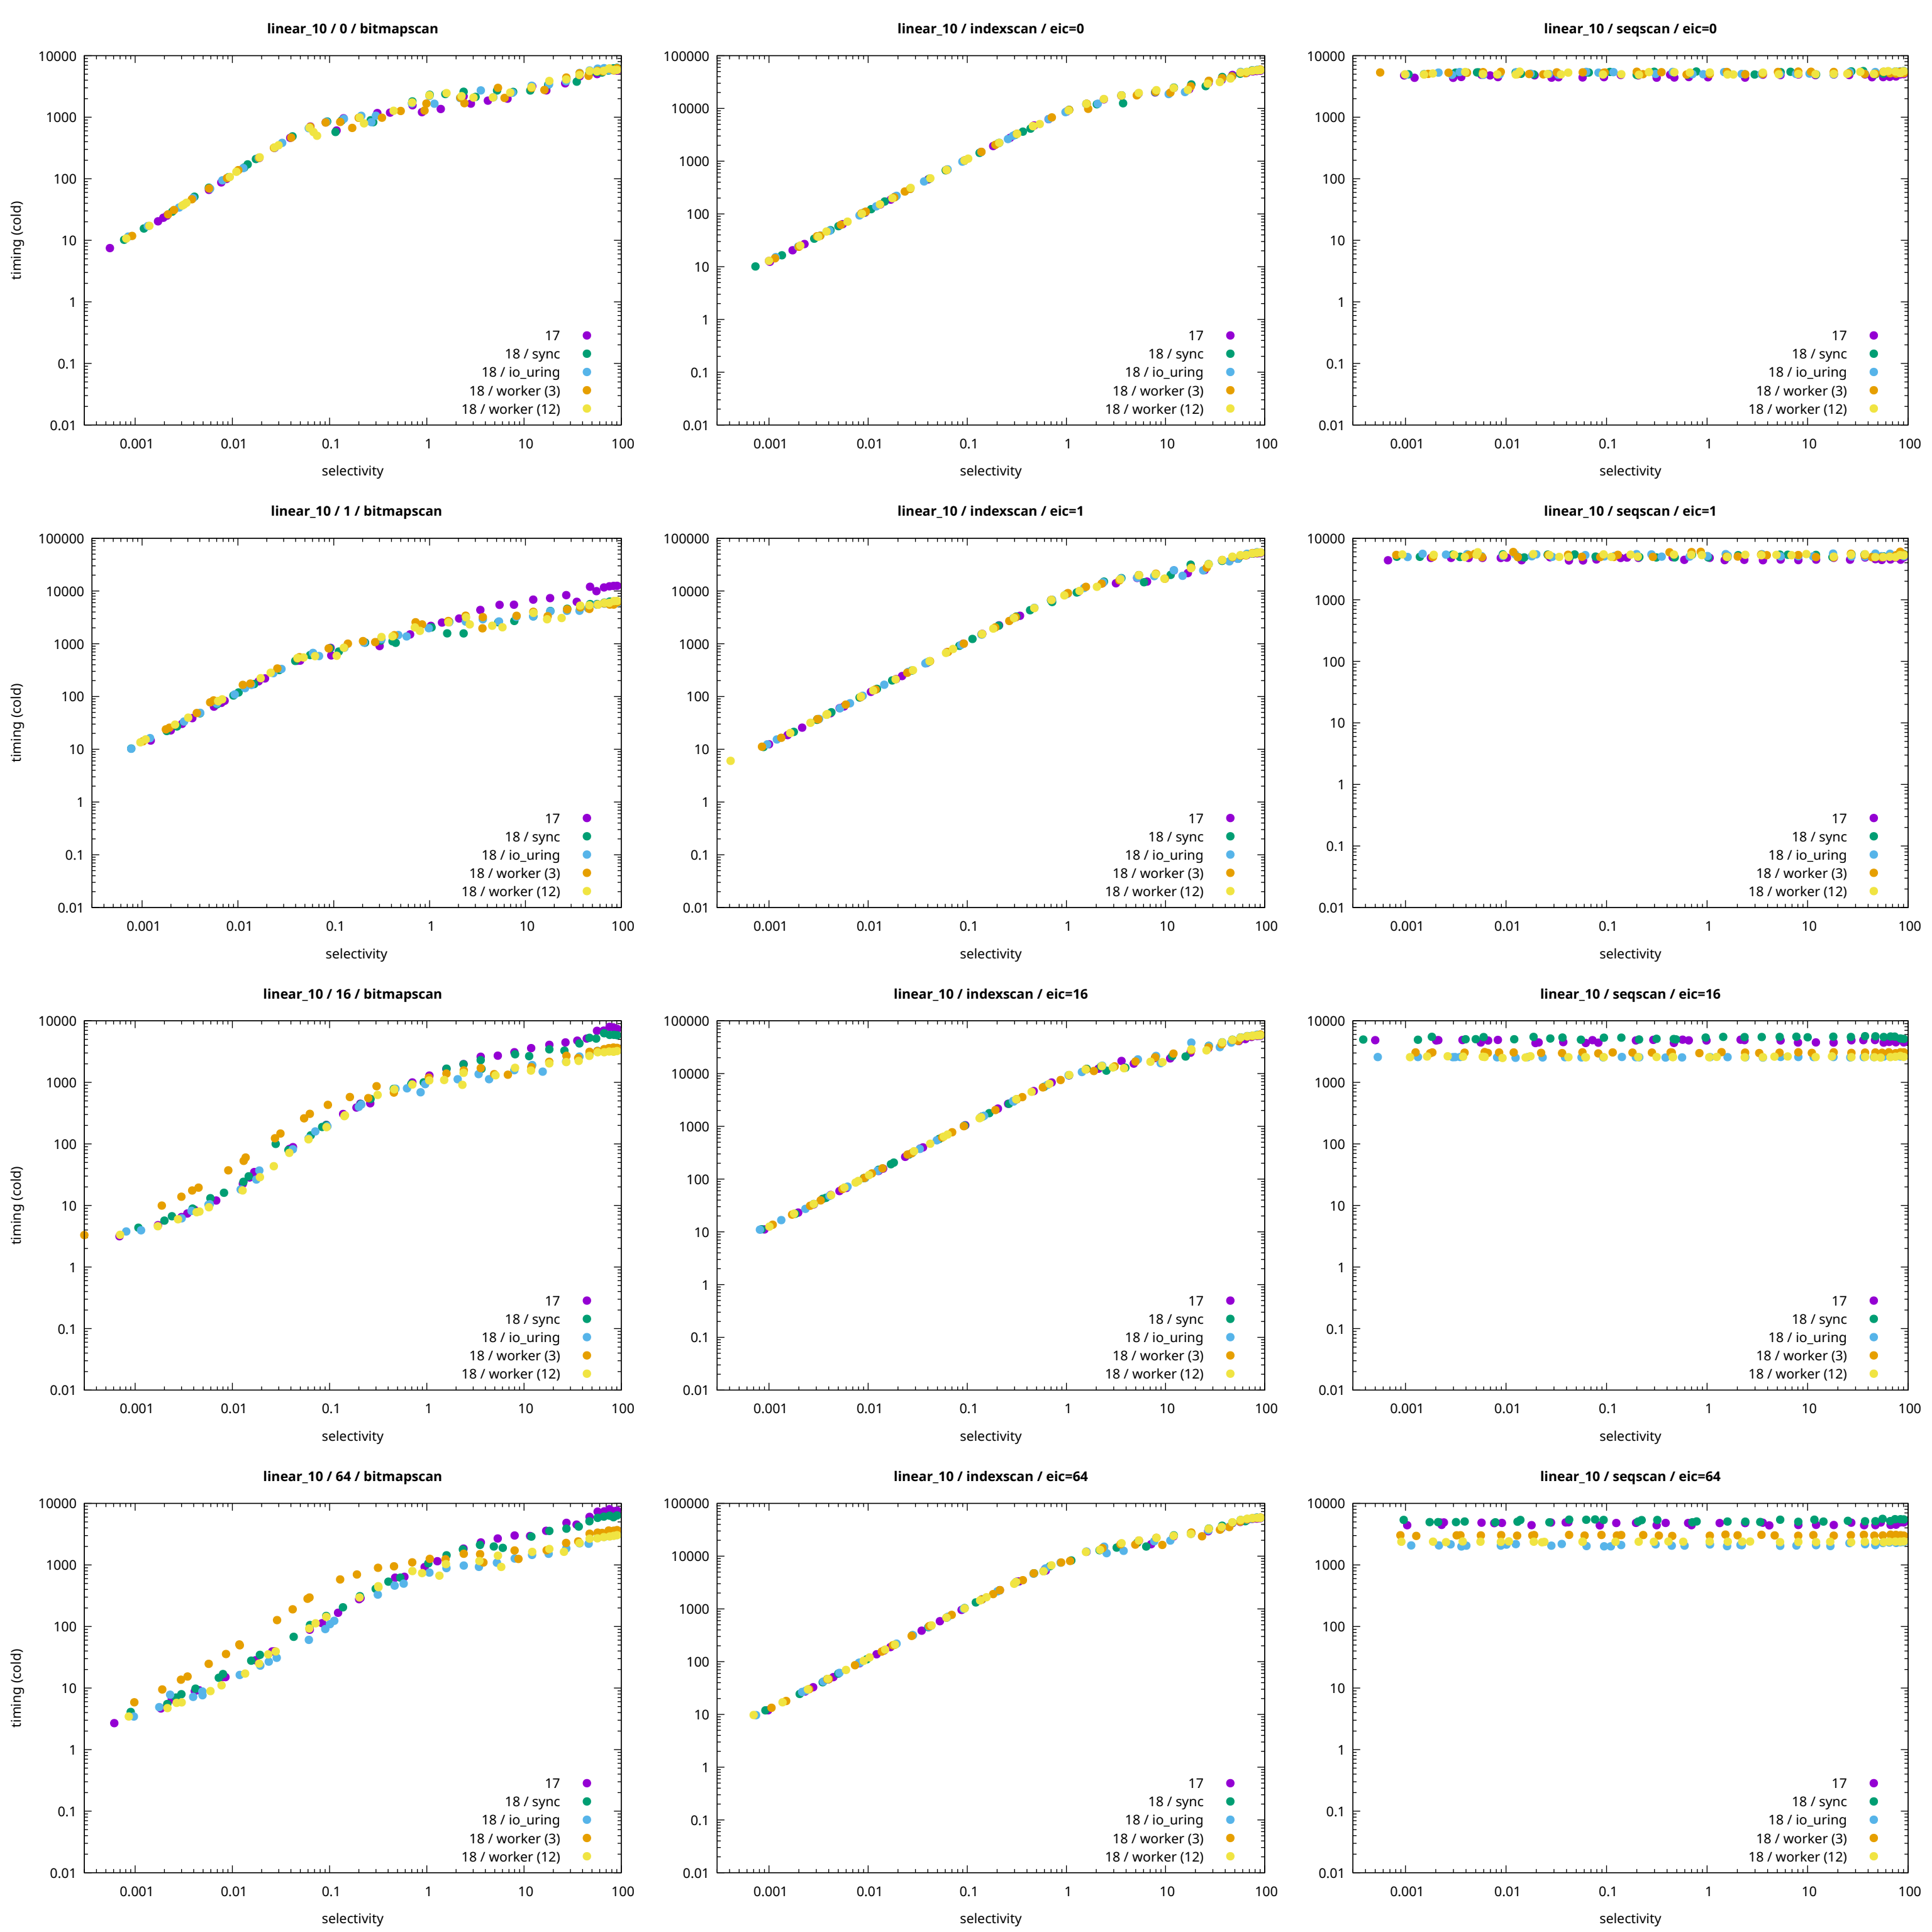 linear_10 / 0 / bitmapscan
timing (cold)
10000
1000
100
10
1
0.1
0.01
17
18 / sync
18 / io_uring
18 / worker (3)
18 / worker (12)
0.001 0.01 0.1 1 10 100
selectivity
linear_10 / indexscan / eic=0
100000
10000
1000
100
10
1
0.1
0.01
17
18 / sync
18 / io_uring
18 / worker (3)
18 / worker (12)
0.001 0.01 0.1 1 10 100
selectivity
linear_10 / seqscan / eic=0
10000
1000
100
10
1
0.1
0.01
17
18 / sync
18 / io_uring
18 / worker (3)
18 / worker (12)
0.001 0.01 0.1 1 10 100
selectivity
linear_10 / 1 / bitmapscan
timing (cold)
100000
10000
1000
100
10
1
0.1
0.01
17
18 / sync
18 / io_uring
18 / worker (3)
18 / worker (12)
0.001 0.01 0.1 1 10 100
selectivity
linear_10 / indexscan / eic=1
100000
10000
1000
100
10
1
0.1
0.01
17
18 / sync
18 / io_uring
18 / worker (3)
18 / worker (12)
0.001 0.01 0.1 1 10 100
selectivity
linear_10 / seqscan / eic=1
10000
1000
100
10
1
0.1
0.01
17
18 / sync
18 / io_uring
18 / worker (3)
18 / worker (12)
0.001 0.01 0.1 1 10 100
selectivity
linear_10 / 16 / bitmapscan
timing (cold)
10000
1000
100
10
1
0.1
0.01
17
18 / sync
18 / io_uring
18 / worker (3)
18 / worker (12)
0.001 0.01 0.1 1 10 100
selectivity
linear_10 / indexscan / eic=16
100000
10000
1000
100
10
1
0.1
0.01
17
18 / sync
18 / io_uring
18 / worker (3)
18 / worker (12)
0.001 0.01 0.1 1 10 100
selectivity
linear_10 / seqscan / eic=16
10000
1000
100
10
1
0.1
0.01
17
18 / sync
18 / io_uring
18 / worker (3)
18 / worker (12)
0.001 0.01 0.1 1 10 100
selectivity
linear_10 / 64 / bitmapscan
timing (cold)
10000
1000
100
10
1
0.1
0.01
17
18 / sync
18 / io_uring
18 / worker (3)
18 / worker (12)
0.001 0.01 0.1 1 10 100
selectivity
linear_10 / indexscan / eic=64
100000
10000
1000
100
10
1
0.1
0.01
17
18 / sync
18 / io_uring
18 / worker (3)
18 / worker (12)
0.001 0.01 0.1 1 10 100
selectivity
linear_10 / seqscan / eic=64
10000
1000
100
10
1
0.1
0.01
17
18 / sync
18 / io_uring
18 / worker (3)
18 / worker (12)
0.001 0.01 0.1 1 10 100
selectivity